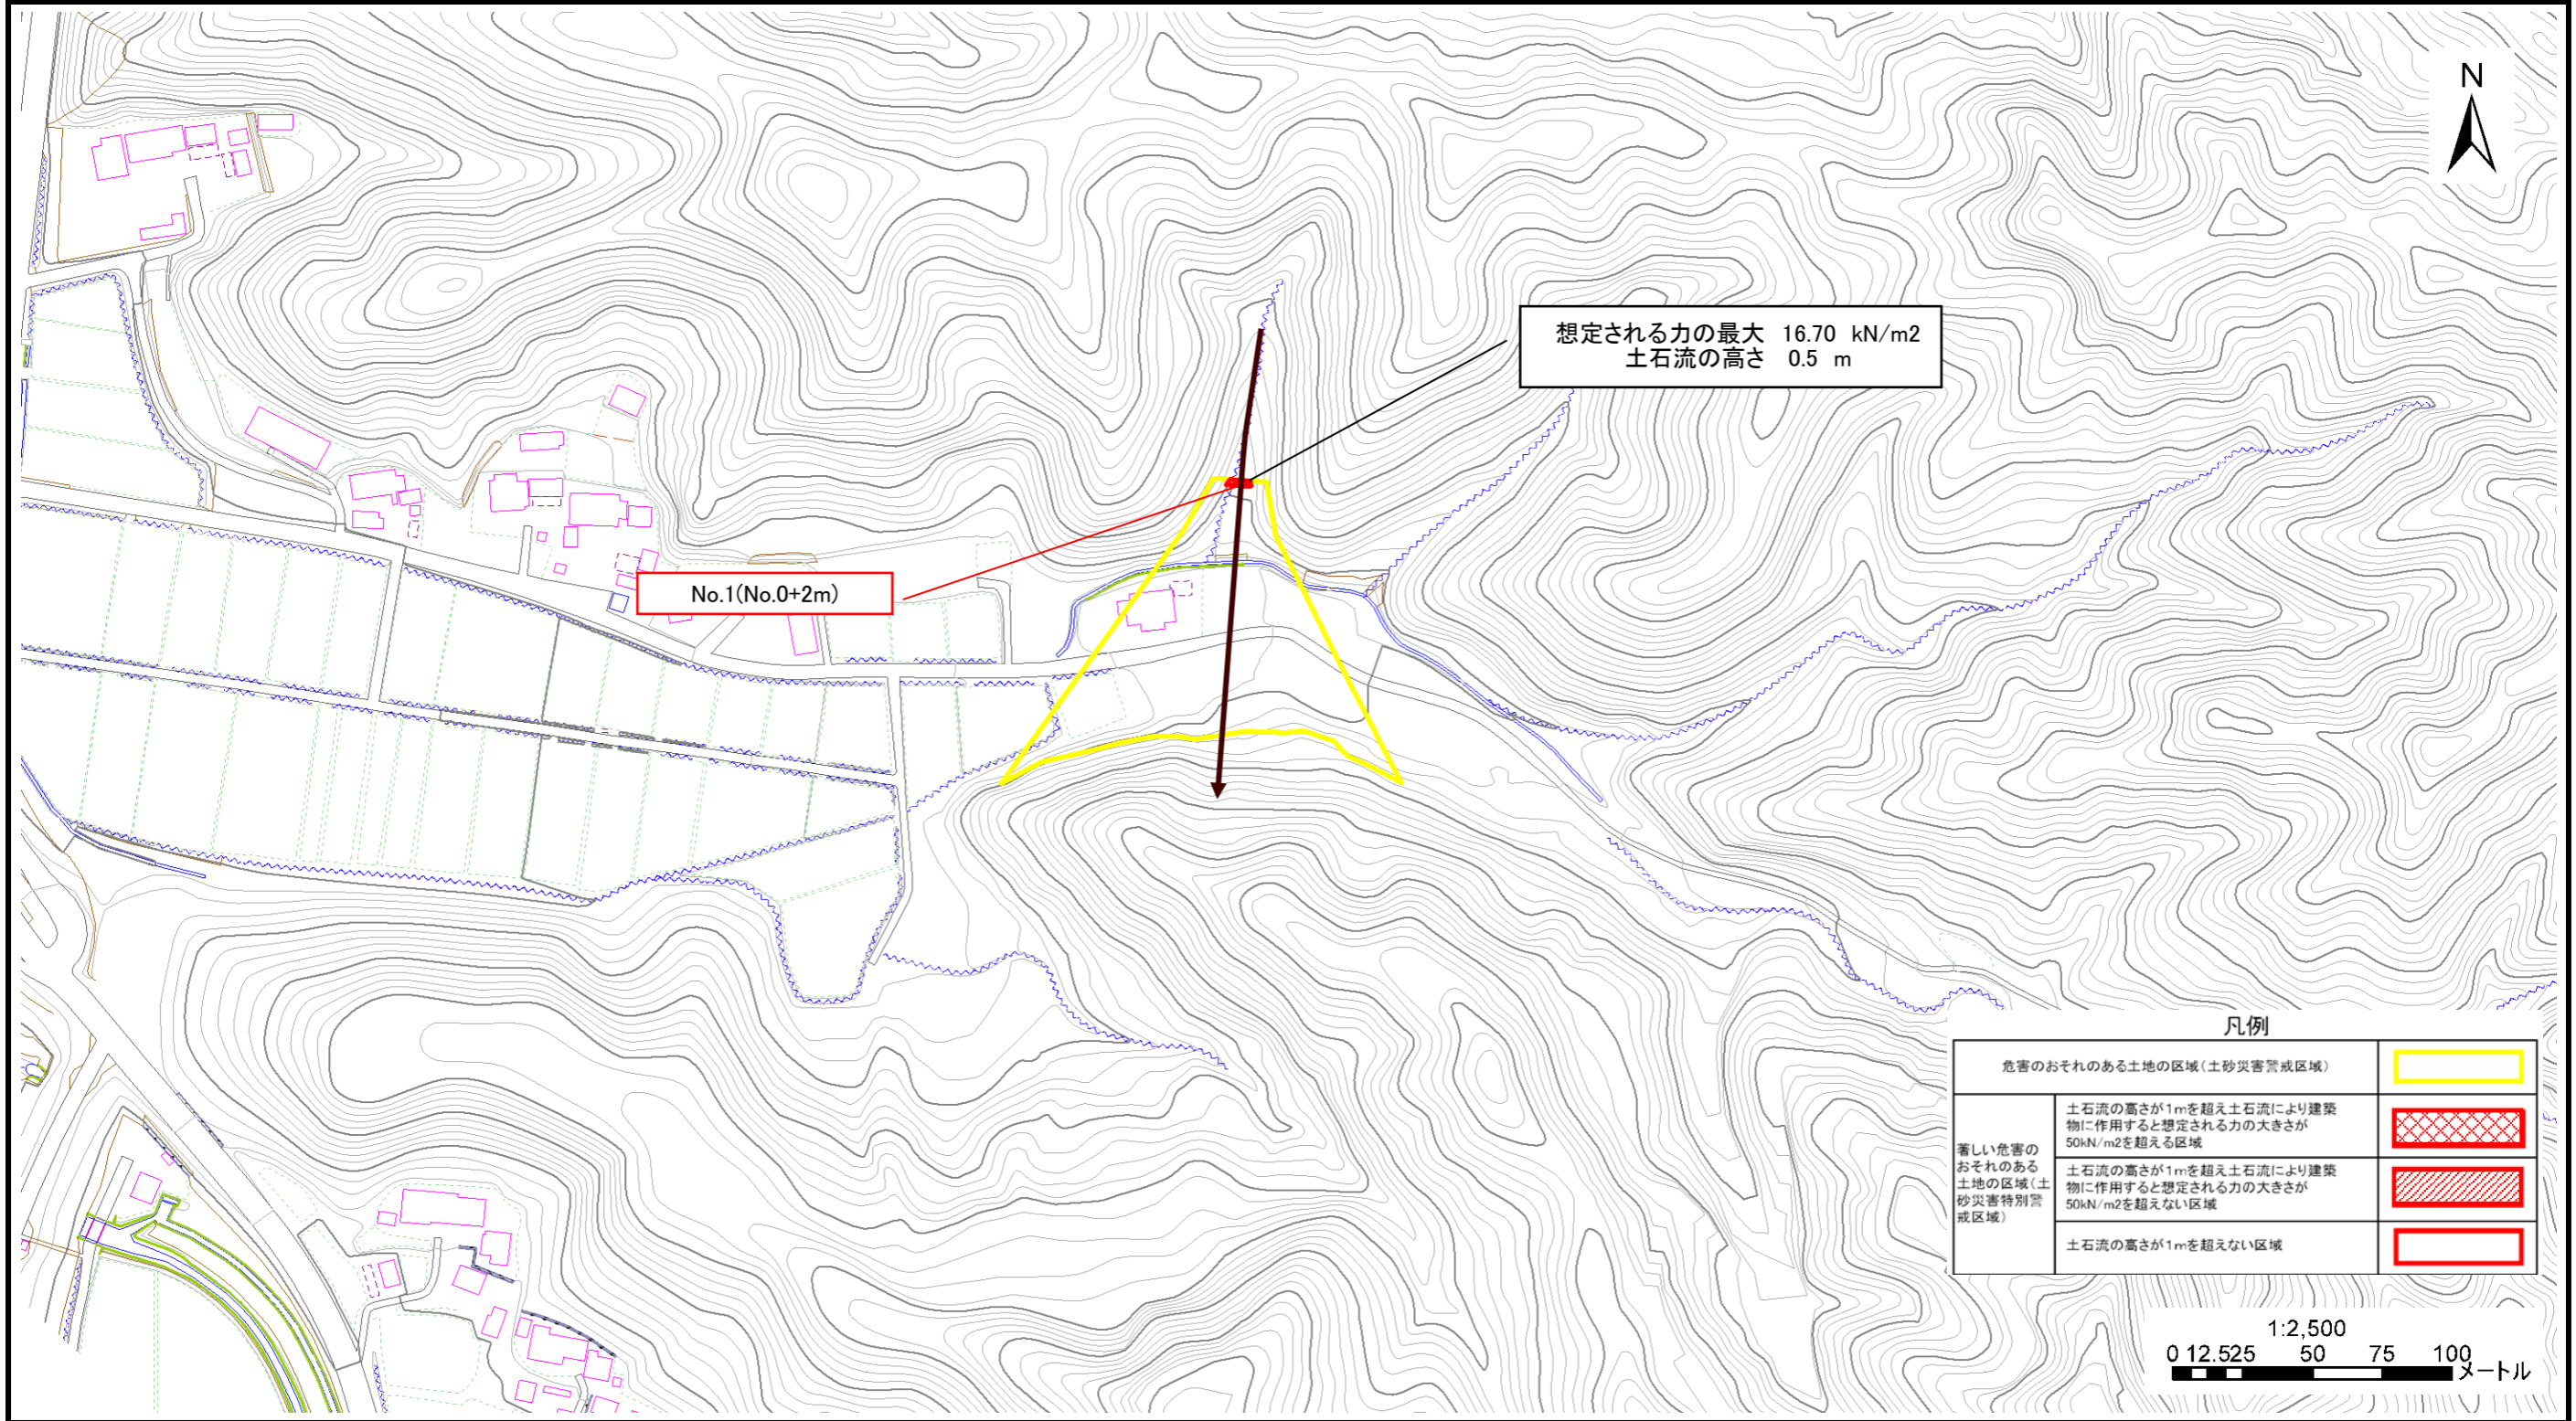 N
想定される力の最大 16.70 kN/m2
土石流の高さ 0.5 m
No.1(No.0+2m)
凡例
危害のおそれのある土地の区域(土砂災害警戒区域)
著しい危害の
おそれのある
土地の区域(土
砂災害特別警
戒区域)
土石流の高さが1mを超え土石流により建築
物に作用すると想定される力の大きさが
50kN/m2を超える区域
土石流の高さが1mを超え土石流により建築
物に作用すると想定される力の大きさが
50kN/m2を超えない区域
土石流の高さが1mを超えない区域
1:2,500
0 12.525 50 75 100
メートル